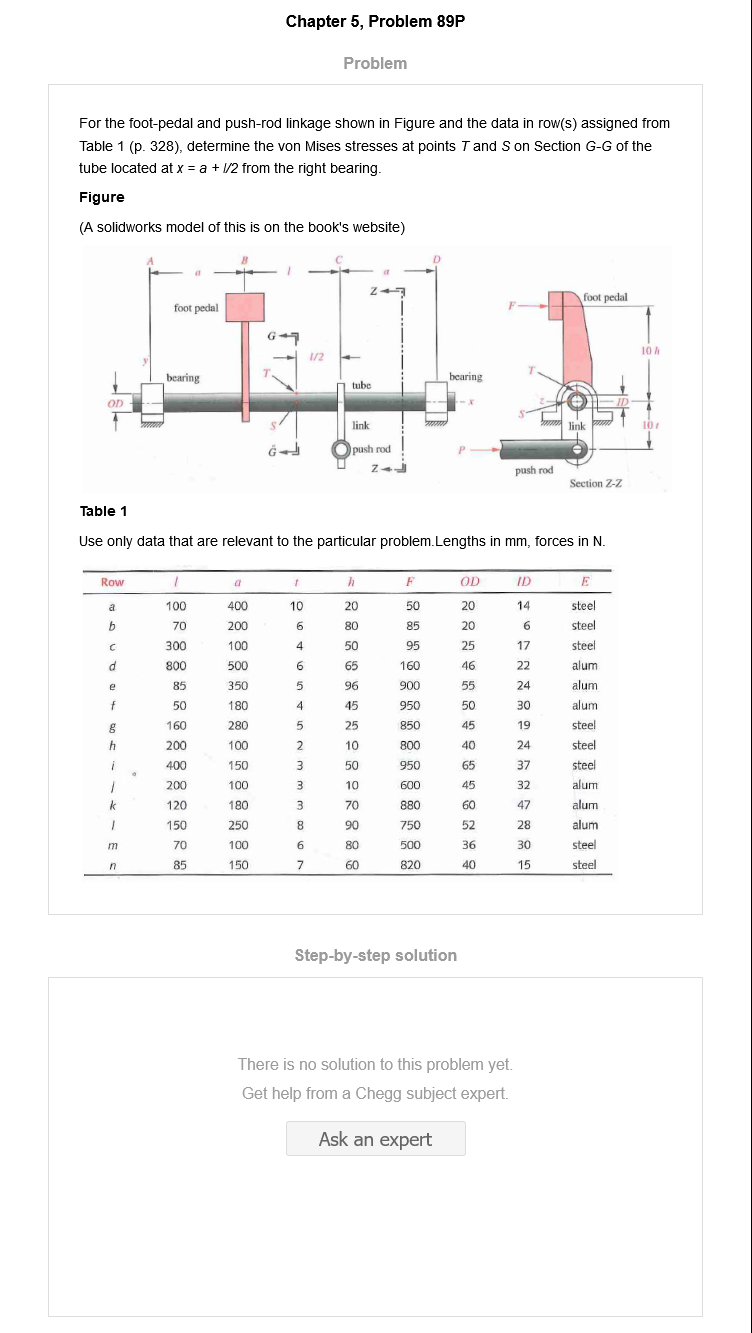 Chapter 5, Problem 89P
Problem
For the foot-pedal and push-rod linkage shown in Figure and the data in row(s) assigned from
Table 1 (p. 328), determine the von Mises stresses at points T and S on Section G-G of the
tube located at x = a + l/2 from the right bearing.
Figure
(A solidworks model of this is on the book's website)
A
B
C
D
a
l
a
Z
foot pedal
F
foot pedal
G
1/2
10 h
y
T
bearing
tube
bearing
T
OD
x
z
ID
S
S
link
link
10 t
G
push rod
P
Z
push rod
Section Z-Z
Table 1
Use only data that are relevant to the particular problem.Lengths in mm, forces in N.
Row l a t h F OD ID E
a 100 400 10 20 50 20 14 steel
b 70 200 6 80 85 20 6 steel
c 300 100 4 50 95 25 17 steel
d 800 500 6 65 160 46 22 alum
e 85 350 5 96 900 55 24 alum
f 50 180 4 45 950 50 30 alum
g 160 280 5 25 850 45 19 steel
h 200 100 2 10 800 40 24 steel
i 400 150 3 50 950 65 37 steel
j 200 100 3 10 600 45 32 alum
k 120 180 3 70 880 60 47 alum
l 150 250 8 90 750 52 28 alum
m 70 100 6 80 500 36 30 steel
n 85 150 7 60 820 40 15 steel
Step-by-step solution
There is no solution to this problem yet.
Get help from a Chegg subject expert.
Ask an expert